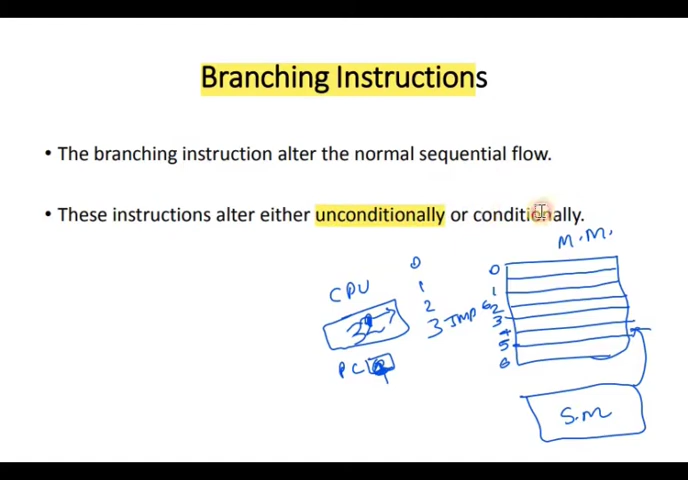 Branching Instructions
• The branching instruction alter the normal sequential flow.
• These instructions alter either unconditionally or conditionally.
M.M.
CPU
PC
0
1
2
3 JMP 6
0
1
2
3
4
5
6
S.M